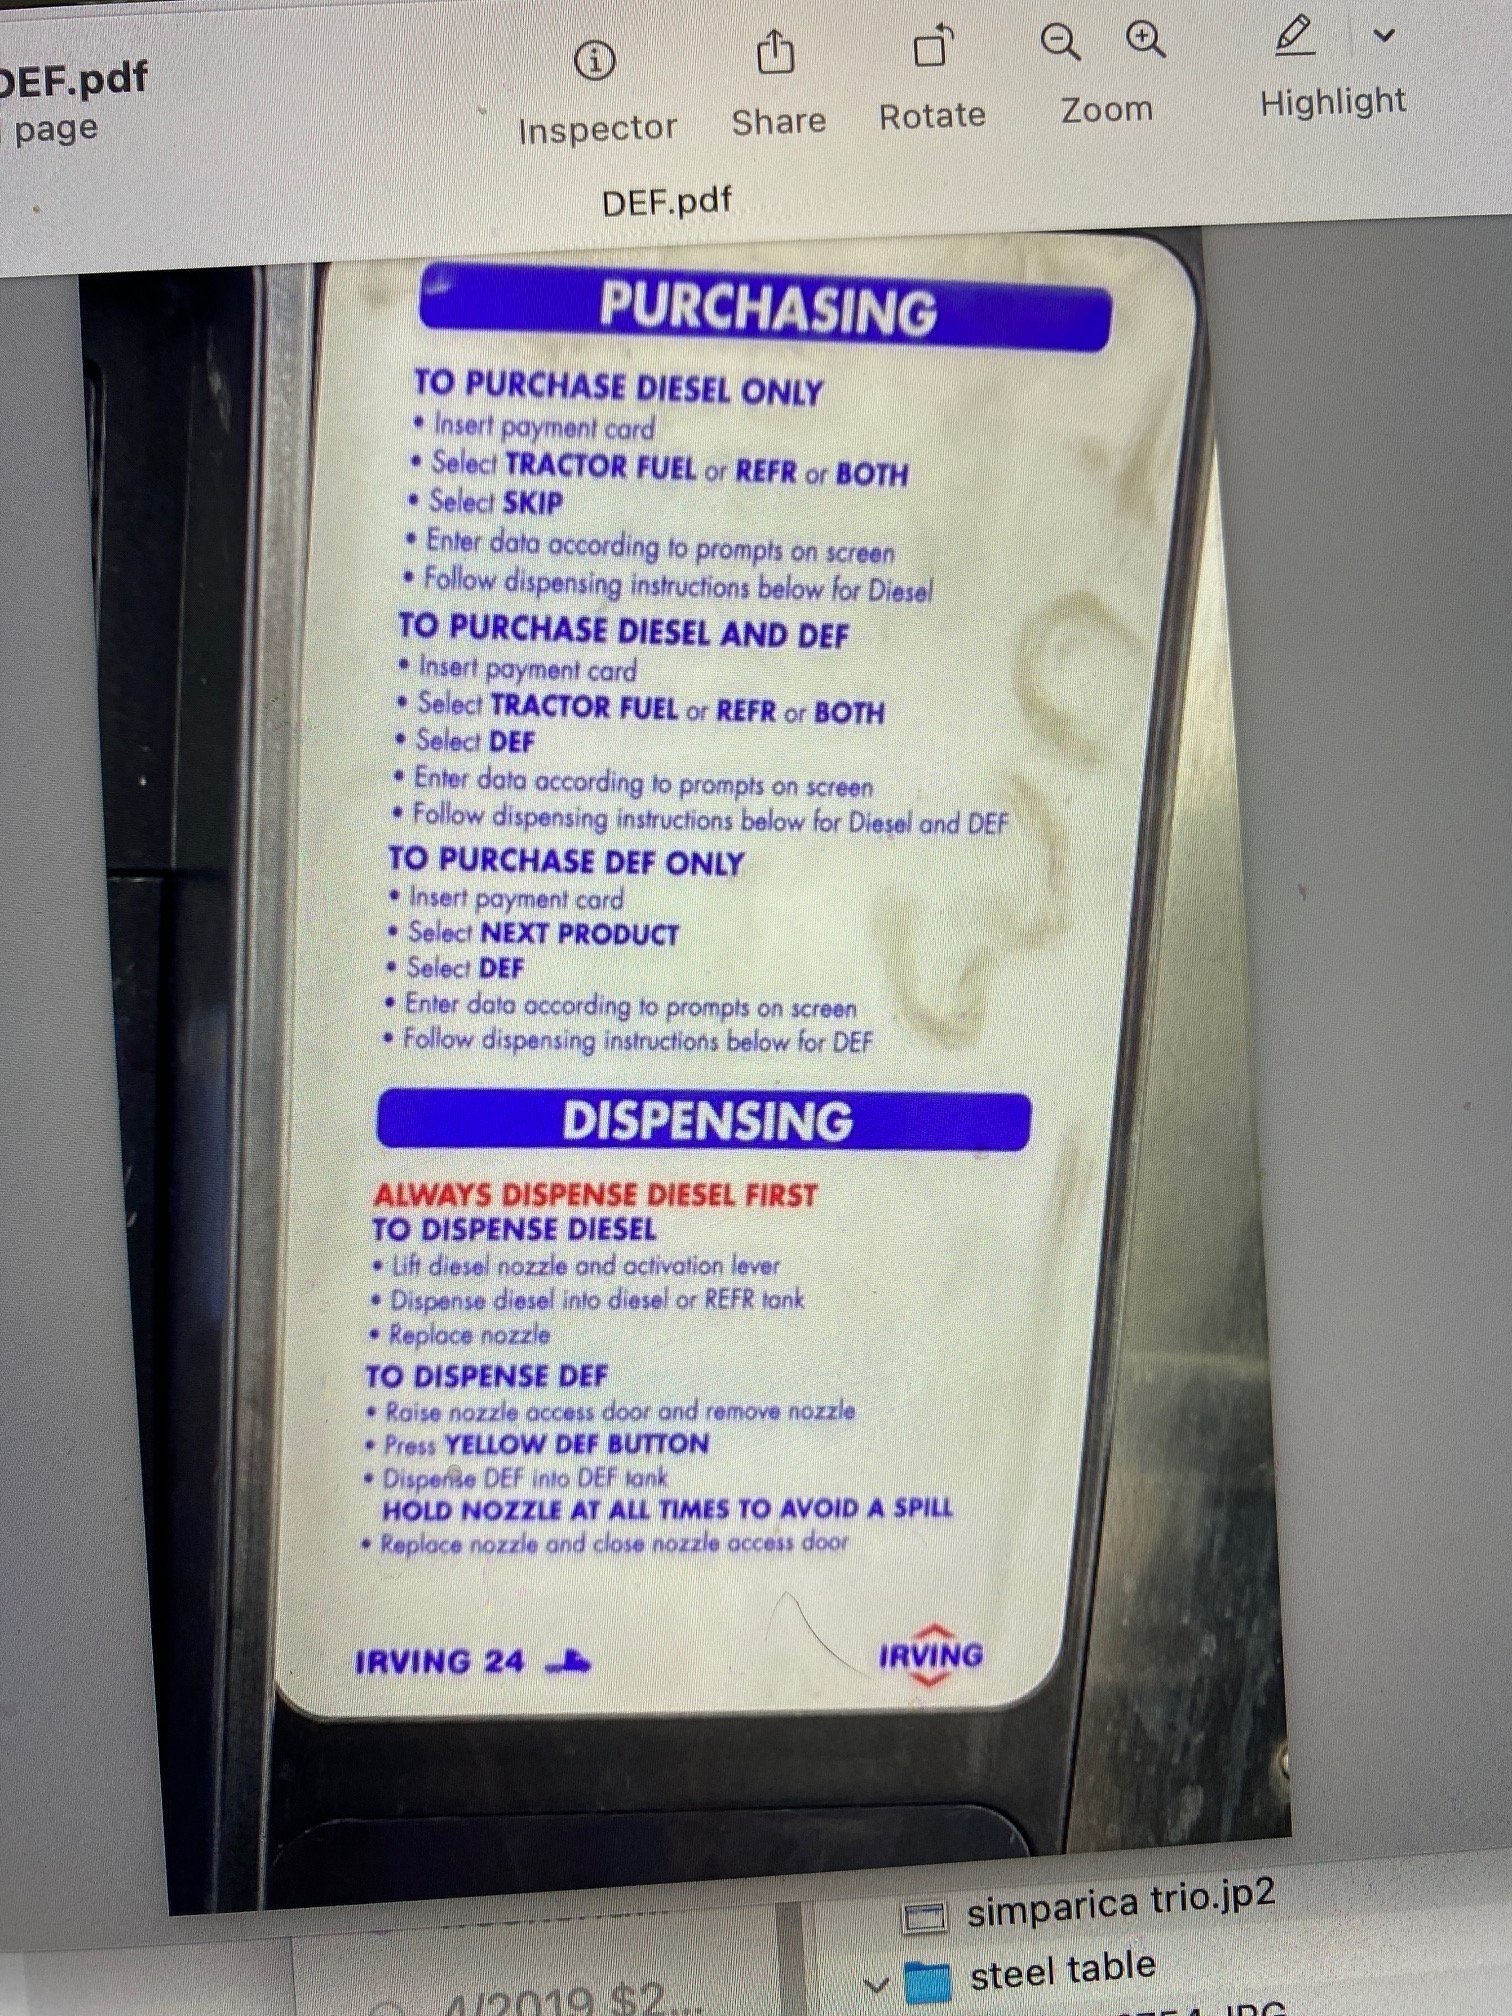 DEF.pdf
page
Inspector
Share
Rotate
Zoom
Highlight
DEF.pdf
PURCHASING
TO PURCHASE DIESEL ONLY
• Insert payment card
• Select TRACTOR FUEL or REFR or BOTH
• Select SKIP
• Enter data according to prompts on screen
• Follow dispensing instructions below for Diesel
TO PURCHASE DIESEL AND DEF
• Insert payment card
• Select TRACTOR FUEL or REFR or BOTH
• Select DEF
• Enter data according to prompts on screen
• Follow dispensing instructions below for Diesel and DEF
TO PURCHASE DEF ONLY
• Insert payment card
• Select NEXT PRODUCT
• Select DEF
• Enter data according to prompts on screen
• Follow dispensing instructions below for DEF
DISPENSING
ALWAYS DISPENSE DIESEL FIRST
TO DISPENSE DIESEL
• Lift diesel nozzle and activation lever
• Dispense diesel into diesel or REFR tank
• Replace nozzle
TO DISPENSE DEF
• Raise nozzle access door and remove nozzle
• Press YELLOW DEF BUTTON
• Dispense DEF into DEF tank
HOLD NOZZLE AT ALL TIMES TO AVOID A SPILL
• Replace nozzle and close nozzle access door
IRVING 24
IRVING
simparica trio.jp2
steel table
4/2019 $2...